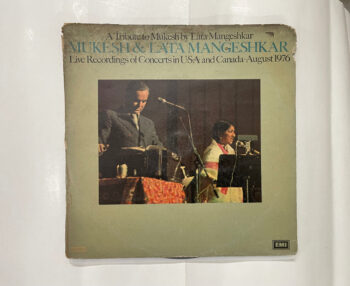 A Tribute to Mukesh by Lata Mangeshkar
MUKESH & LATA MANGESHKAR
Live Recordings of Concerts in USA and Canada-August 1976
EMI